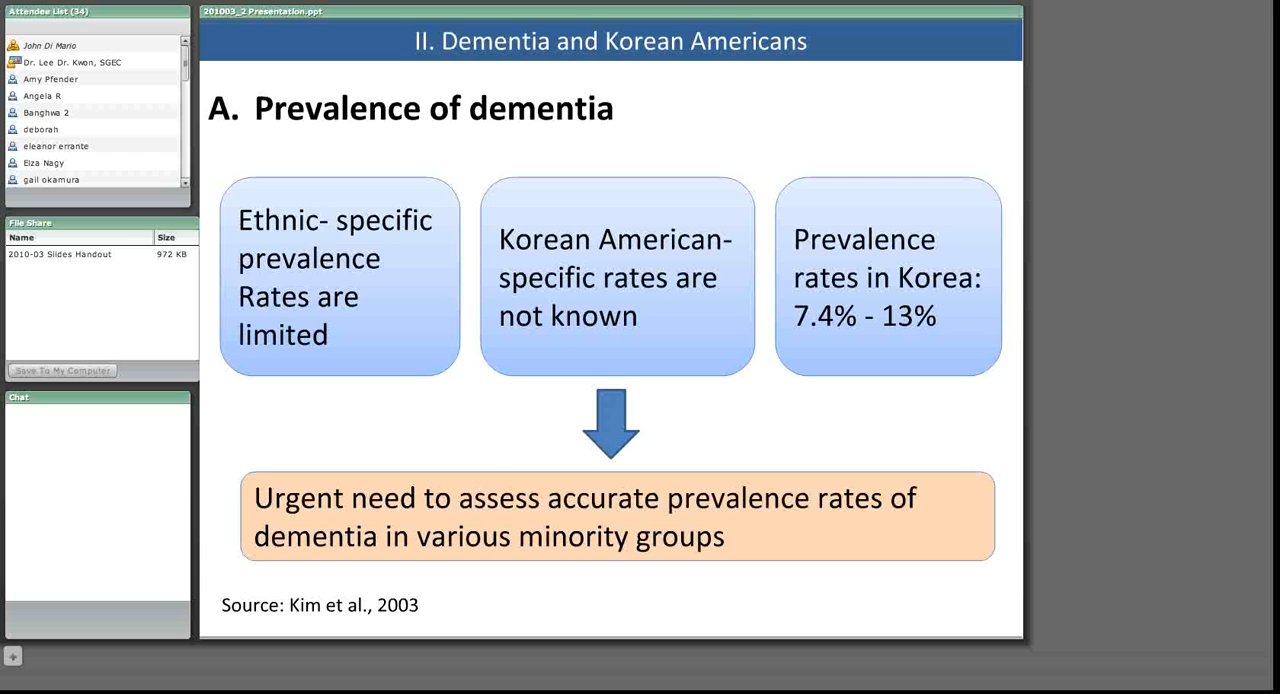 Attendee List (34)
John Di Mario
Dr. Lee Dr. Kwon, SGEC
Amy Pfender
Angela R
Banghwa 2
deborah
eleanor errante
Elza Nagy
gail okamura
File Share
Name Size
2010-03 Slides Handout 972 KB
Save To My Computer
Chat
201003_2 Presentation.ppt
II. Dementia and Korean Americans
A. Prevalence of dementia
Ethnic- specific
prevalence
Rates are
limited
Korean American-
specific rates are
not known
Prevalence
rates in Korea:
7.4% - 13%
Urgent need to assess accurate prevalence rates of
dementia in various minority groups
Source: Kim et al., 2003